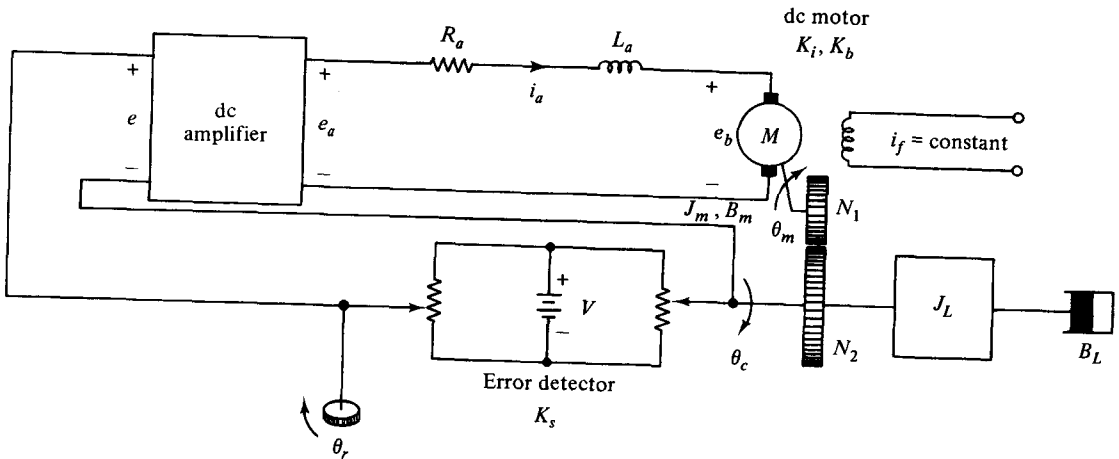 dc motor
K_i, K_b
R_a
L_a
+
+
+
e
dc
amplifier
e_a
i_a
e_b
M
i_f = constant
−
−
−
J_m, B_m
θ_m
N_1
+
V
−
J_L
θ_c
N_2
B_L
Error detector
K_s
θ_r